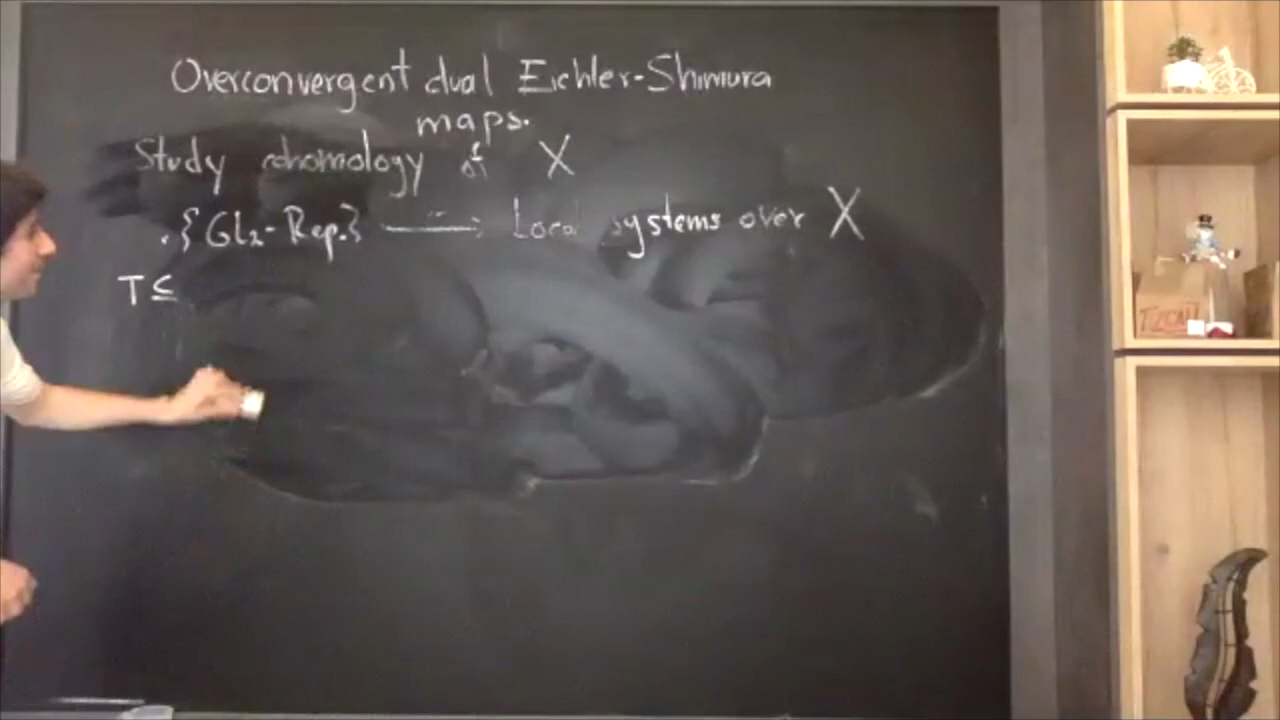 Overconvergent dual Eichler-Shimura
maps.
Study cohomology of X
.{GL₂-Rep.} ⟶ Local systems over X
T ⊆